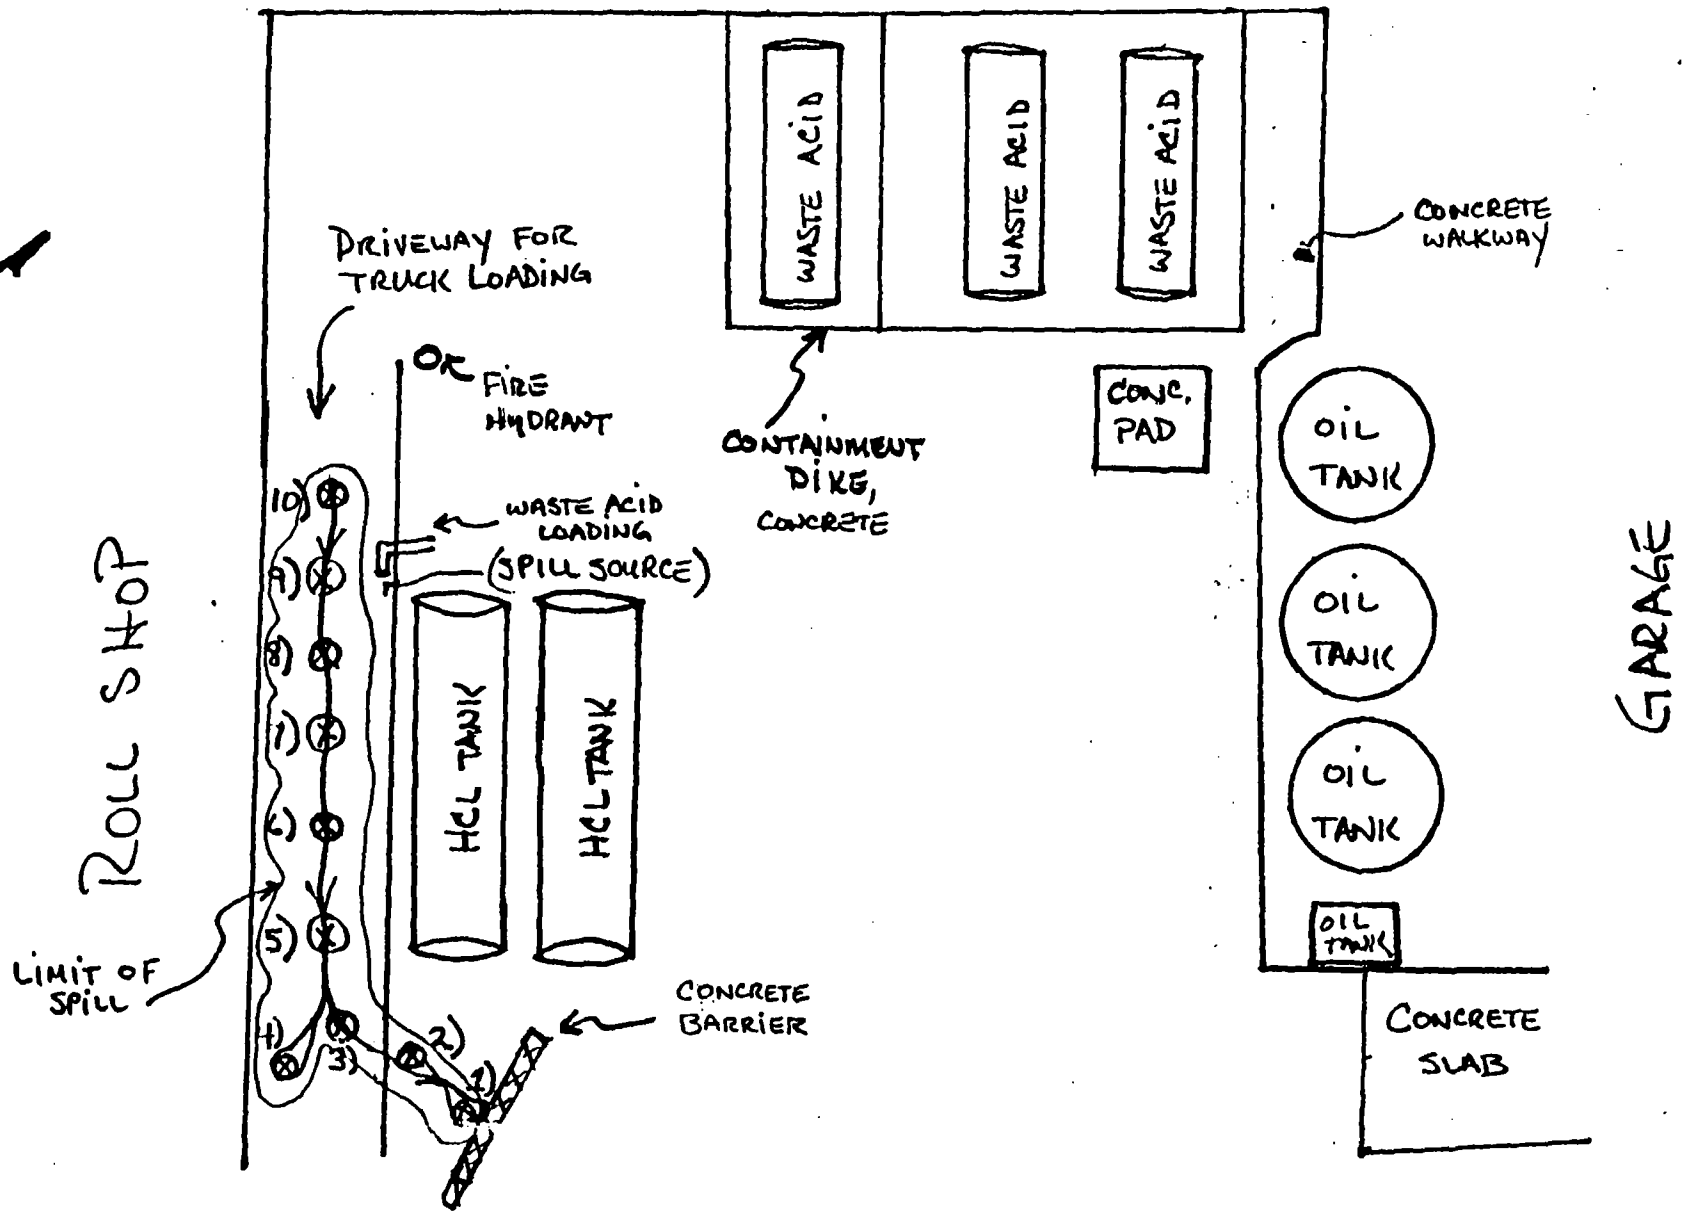 WASTE ACID
WASTE ACID
WASTE ACID
CONCRETE
WALKWAY
DRIVEWAY FOR
TRUCK LOADING
FIRE
HYDRANT
CONC.
PAD
OIL
TANK
CONTAINMENT
DIKE,
CONCRETE
10)
WASTE ACID
LOADING
(SPILL SOURCE)
9)
8)
7)
6)
5)
4)
3)
2)
1)
ROLL SHOP
HCL TANK
HCL TANK
OIL
TANK
OIL
TANK
GARAGE
OIL
TANK
LIMIT OF
SPILL
CONCRETE
BARRIER
CONCRETE
SLAB